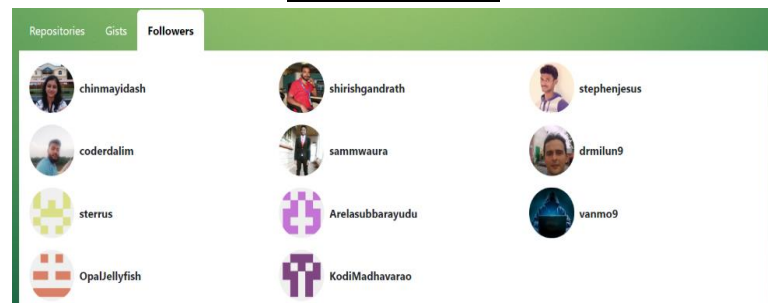 Repositories Gists Followers
chinmayidash shirishgandrath stephenjesus
coderdalim sammwaura drmilun9
sterrus Arelasubbarayudu vanmo9
OpalJellyfish KodiMadhavarao